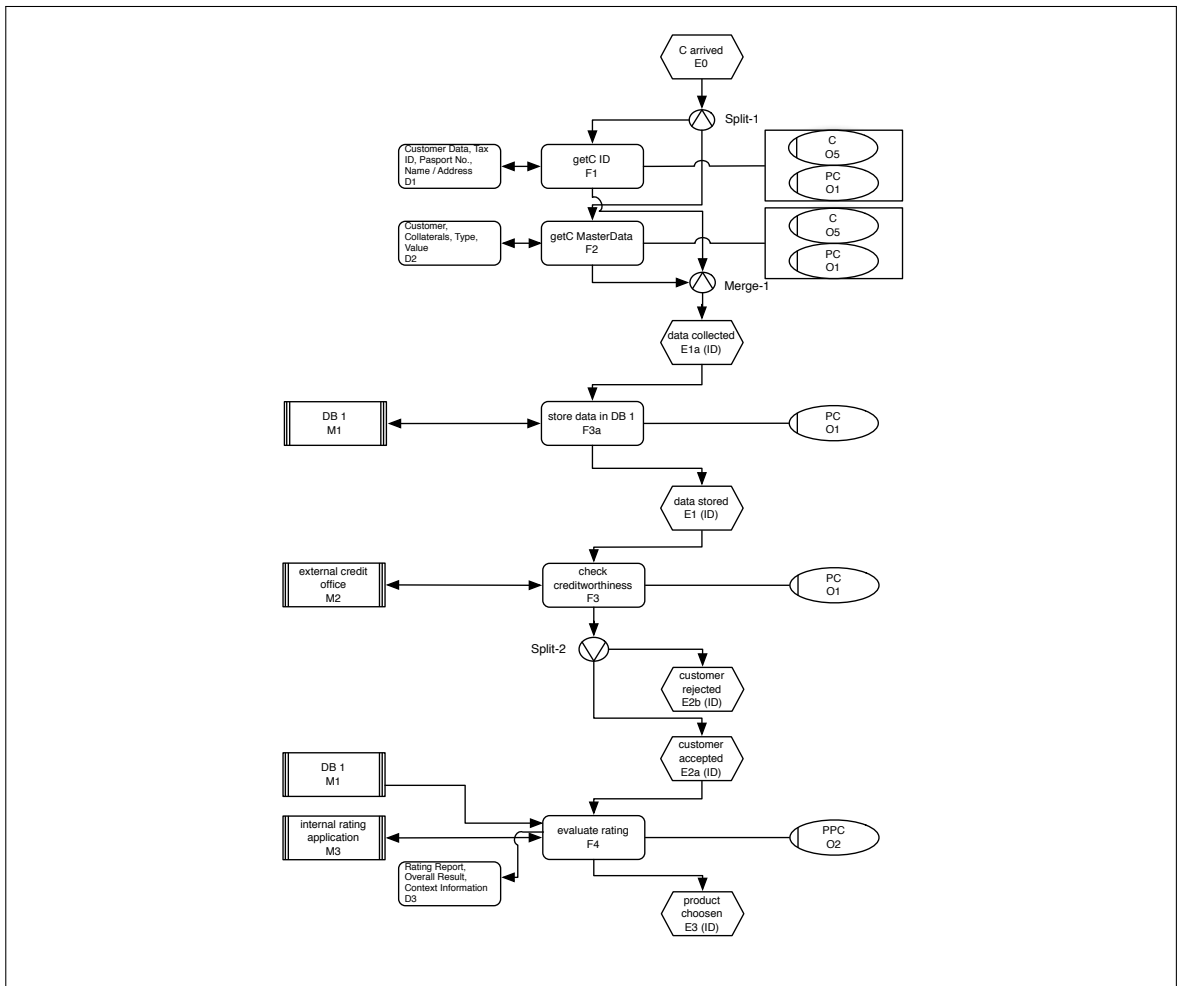 C arrived
E0
Split-1
Customer Data, Tax
ID, Pasport No.,
Name / Address
D1
getC ID
F1
C
O5
PC
O1
Customer,
Collaterals, Type,
Value
D2
getC MasterData
F2
C
O5
PC
O1
Merge-1
data collected
E1a (ID)
DB 1
M1
store data in DB 1
F3a
PC
O1
data stored
E1 (ID)
external credit
office
M2
check
creditworthiness
F3
PC
O1
Split-2
customer
rejected
E2b (ID)
customer
accepted
E2a (ID)
DB 1
M1
internal rating
application
M3
evaluate rating
F4
PPC
O2
Rating Report,
Overall Result,
Context Information
D3
product
choosen
E3 (ID)